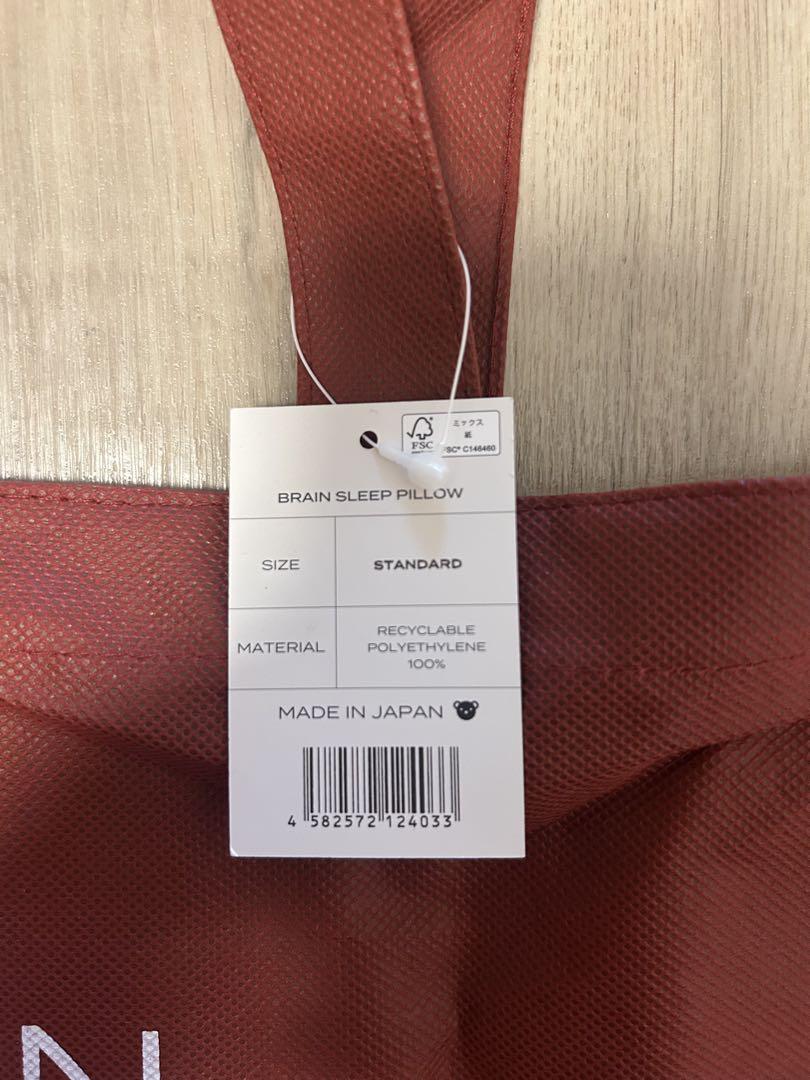 FSC
ミックス
紙
FSC® C146460
BRAIN SLEEP PILLOW
SIZE
STANDARD
MATERIAL
RECYCLABLE
POLYETHYLENE
100%
MADE IN JAPAN
4 582572 124033
N